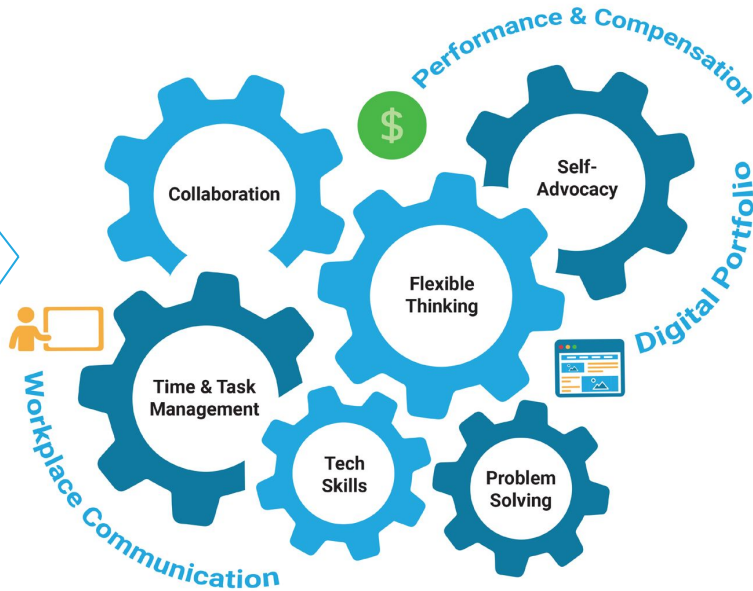 Performance & Compensation
$
Collaboration
Self-
Advocacy
Digital Portfolio
Flexible
Thinking
Time & Task
Management
Workplace Communication
Tech
Skills
Problem
Solving